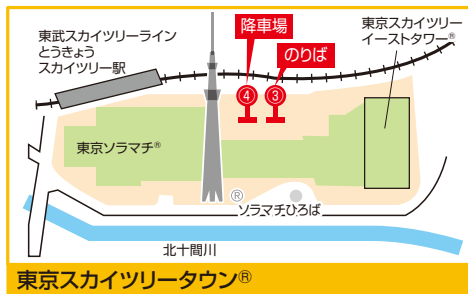 降車場
のりば
東京スカイツリー
イーストタワー®
東武スカイツリーライン
とうきょう
スカイツリー駅
④
③
東京ソラマチ®
®
ソラマチひろば
北十間川
東京スカイツリータウン®